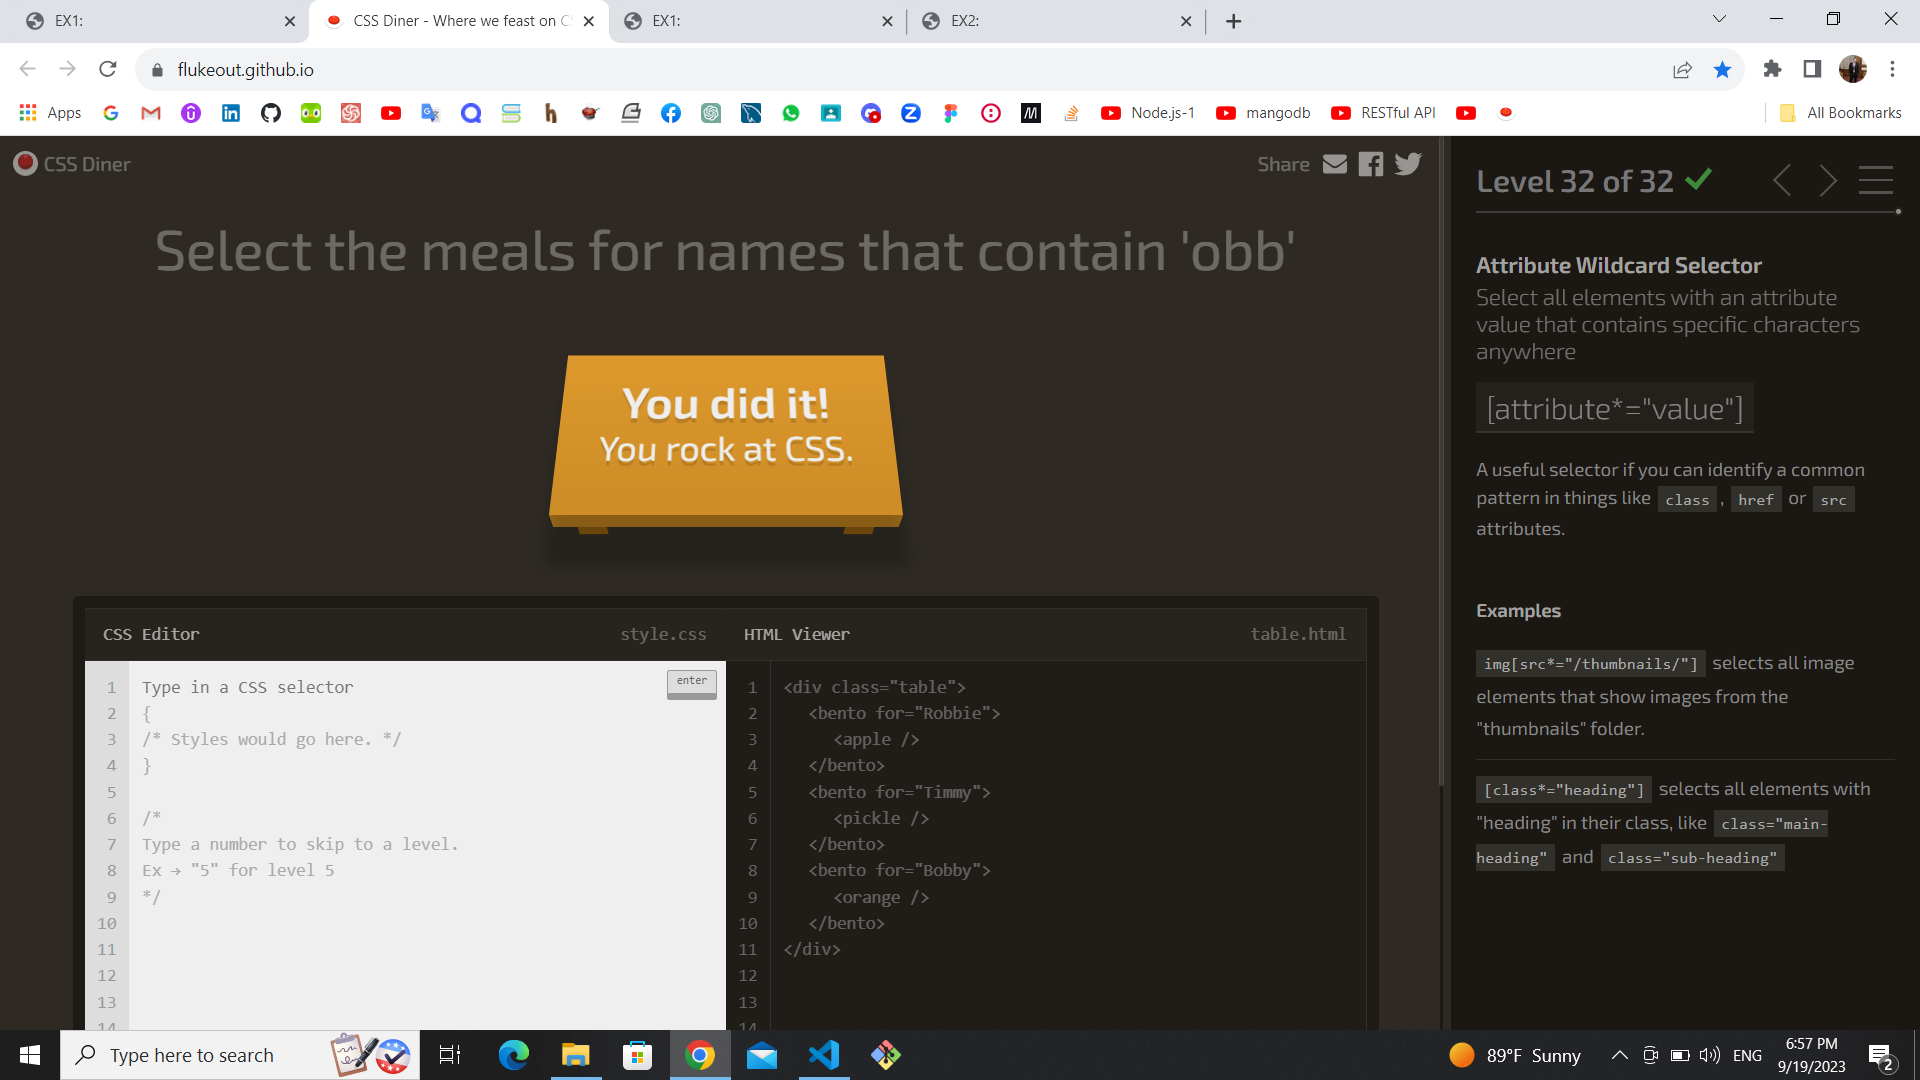 EX1:
CSS Diner - Where we feast on C
EX1:
EX2:
flukeout.github.io
Apps
Node.js-1
mangodb
RESTful API
All Bookmarks
CSS Diner
Share
Select the meals for names that contain 'obb'
You did it!
You rock at CSS.
CSS Editor
style.css
enter
1 Type in a CSS selector
2 {
3 /* Styles would go here. */
4 }
5
6 /*
7 Type a number to skip to a level.
8 Ex → "5" for level 5
9 */
10
11
12
13
14
HTML Viewer
table.html
1 <div class="table">
2 <bento for="Robbie">
3 <apple />
4 </bento>
5 <bento for="Timmy">
6 <pickle />
7 </bento>
8 <bento for="Bobby">
9 <orange />
10 </bento>
11 </div>
12
13
14
Level 32 of 32
Attribute Wildcard Selector
Select all elements with an attribute
value that contains specific characters
anywhere
[attribute*="value"]
A useful selector if you can identify a common
pattern in things like class , href or src
attributes.
Examples
img[src*="/thumbnails/"] selects all image
elements that show images from the
"thumbnails" folder.
[class*="heading"] selects all elements with
"heading" in their class, like class="main-
heading" and class="sub-heading"
Type here to search
89°F Sunny
ENG
6:57 PM
9/19/2023
2